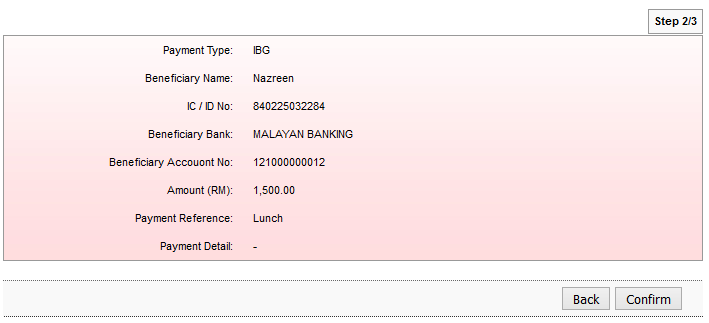 Step 2/3
Payment Type: IBG
Beneficiary Name: Nazreen
IC / ID No: 840225032284
Beneficiary Bank: MALAYAN BANKING
Beneficiary Accouont No: 121000000012
Amount (RM): 1,500.00
Payment Reference: Lunch
Payment Detail: -
Back Confirm